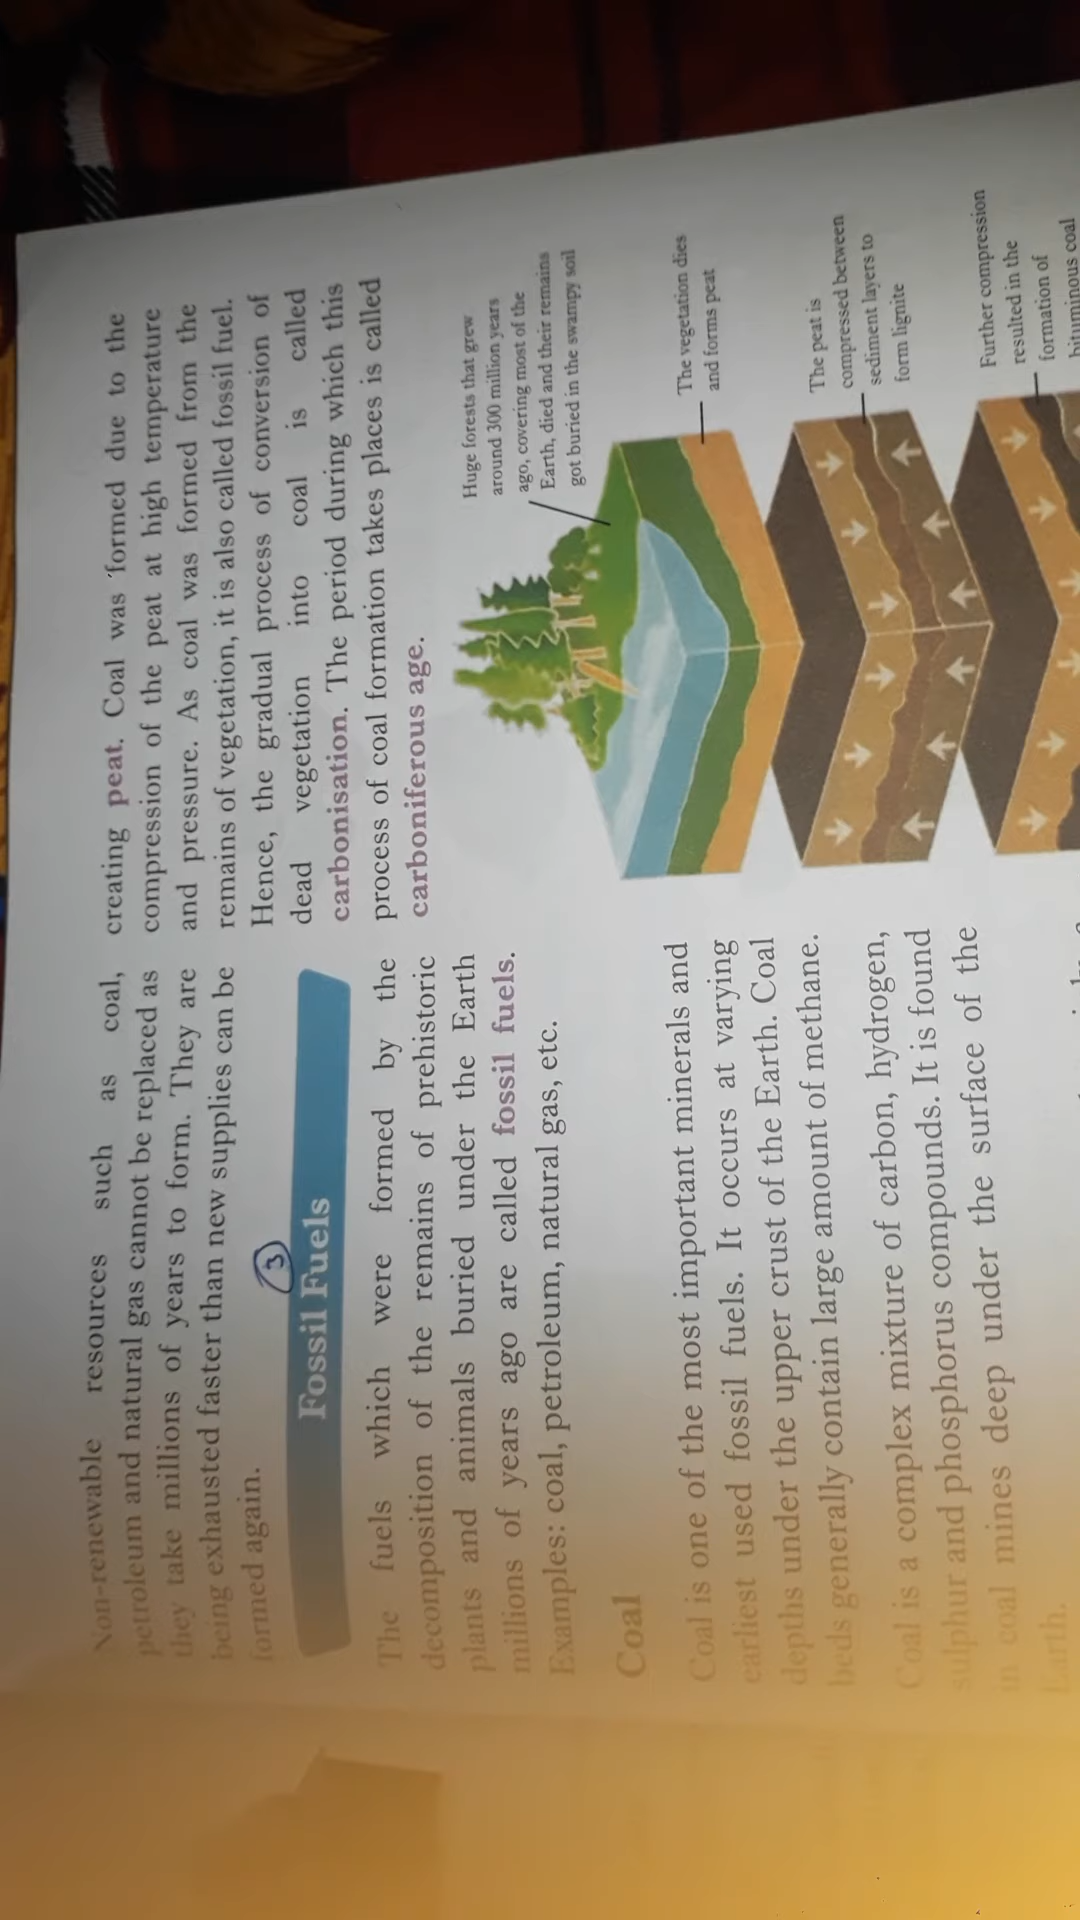 Non-renewable resources such as coal,
petroleum and natural gas cannot be replaced as
they take millions of years to form. They are
being exhausted faster than new supplies can be
formed again.
3
Fossil Fuels
The fuels which were formed by the
decomposition of the remains of prehistoric
plants and animals buried under the Earth
millions of years ago are called fossil fuels.
Examples: coal, petroleum, natural gas, etc.
Coal
Coal is one of the most important minerals and
earliest used fossil fuels. It occurs at varying
depths under the upper crust of the Earth. Coal
beds generally contain large amount of methane.
Coal is a complex mixture of carbon, hydrogen,
sulphur and phosphorus compounds. It is found
in coal mines deep under the surface of the
Earth.
creating peat. Coal was formed due to the
compression of the peat at high temperature
and pressure. As coal was formed from the
remains of vegetation, it is also called fossil fuel.
Hence, the gradual process of conversion of
dead vegetation into coal is called
carbonisation. The period during which this
process of coal formation takes places is called
carboniferous age.
Huge forests that grew
around 300 million years
ago, covering most of the
Earth, died and their remains
got buried in the swampy soil
The vegetation dies
and forms peat
The peat is
compressed between
sediment layers to
form lignite
Further compression
resulted in the
formation of
bituminous coal